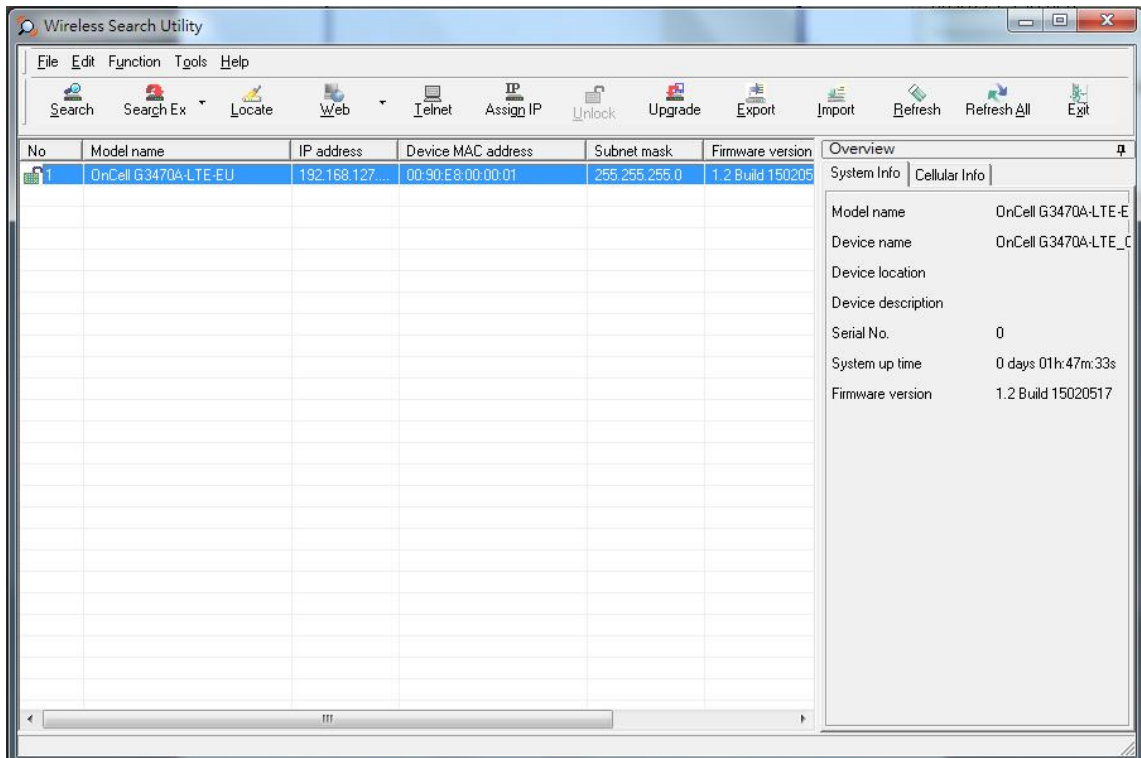 Wireless Search Utility
File Edit Function Tools Help
Search Search Ex Locate Web Telnet IP Assign IP Unlock Upgrade Export Import Refresh Refresh All Exit
No Model name IP address Device MAC address Subnet mask Firmware version
1 OnCell G3470A-LTE-EU 192.168.127.... 00:90:E8:00:00:01 255.255.255.0 1.2 Build 150205
Overview
System Info Cellular Info
Model name OnCell G3470A-LTE-E
Device name OnCell G3470A-LTE_
Device location
Device description
Serial No. 0
System up time 0 days 01h:47m:33s
Firmware version 1.2 Build 15020517